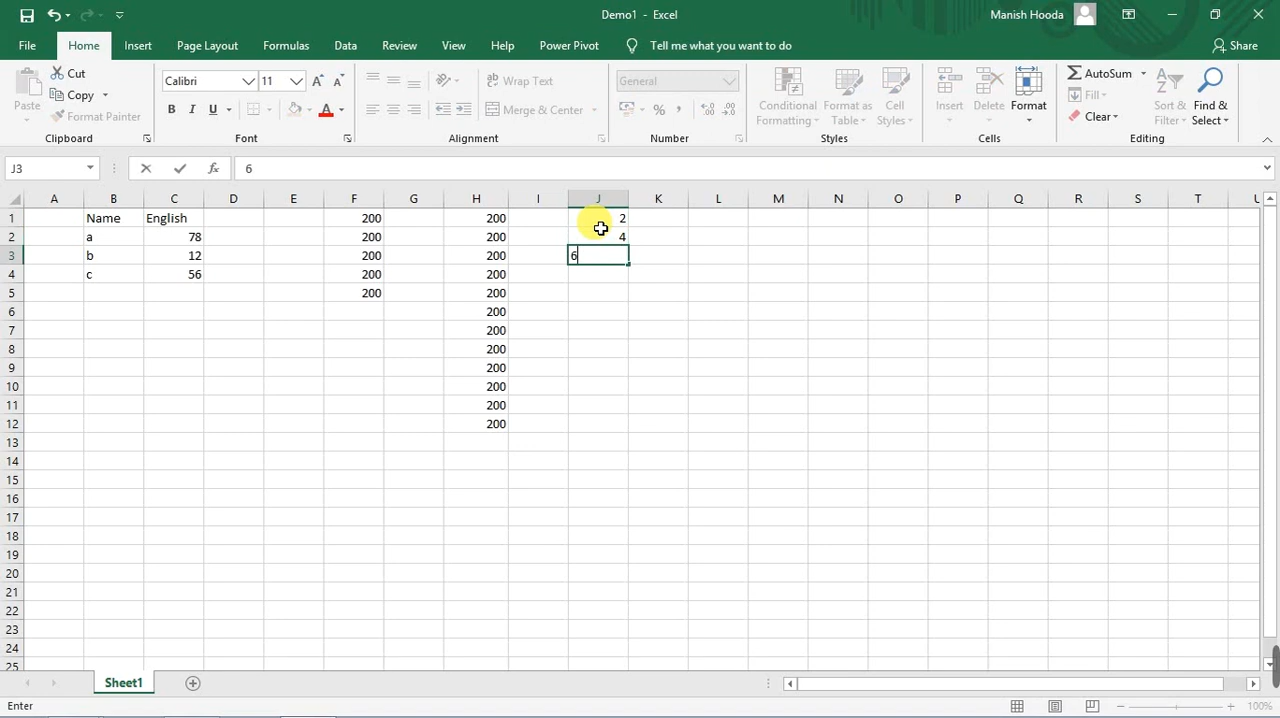 Demo1 - Excel
Manish Hooda
File Home Insert Page Layout Formulas Data Review View Help Power Pivot Tell me what you want to do Share
Paste
Cut
Copy
Format Painter
Clipboard
Calibri 11
B I U A
Font
Wrap Text
Merge & Center
Alignment
General
% ,
Number
Conditional Formatting
Format as Table
Cell Styles
Styles
Insert
Delete
Format
Cells
AutoSum
Fill
Clear
Sort & Filter
Find & Select
Editing
J3 fx 6
A B C D E F G H I J K L M N O P Q R S T U
1 Name English 200 200 2
2 a 78 200 200 4
3 b 12 200 200 6
4 c 56 200 200
5 200 200
6 200
7 200
8 200
9 200
10 200
11 200
12 200
13
14
15
16
17
18
19
20
21
22
23
24
25
Sheet1
Enter 100%